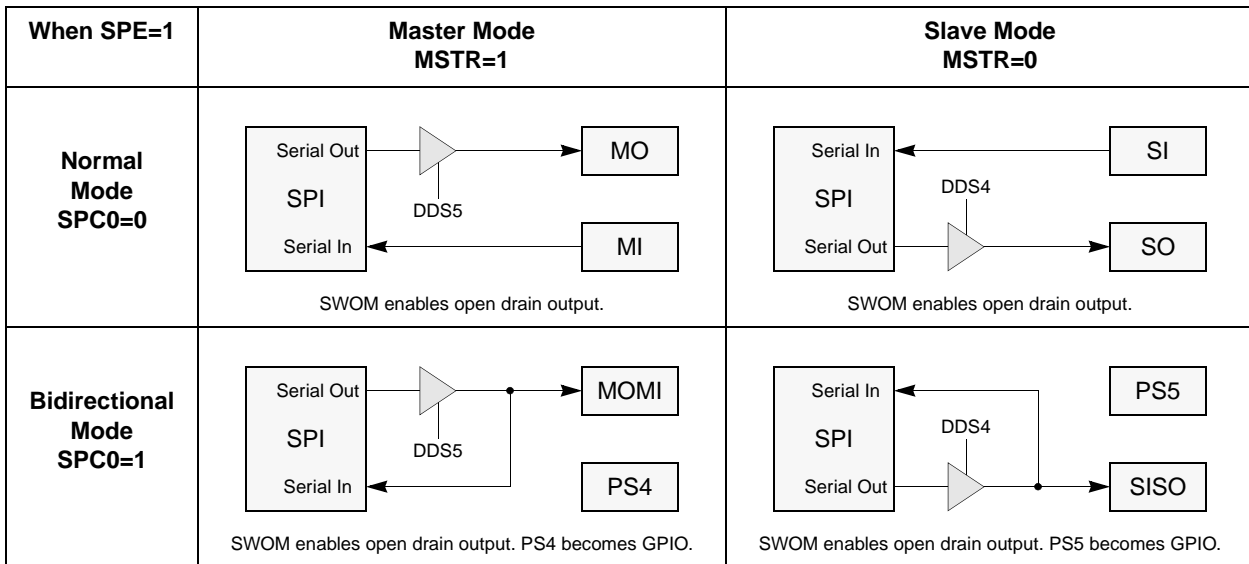 When SPE=1
Master Mode
MSTR=1
Slave Mode
MSTR=0
Normal
Mode
SPC0=0
Serial Out
SPI
Serial In
DDS5
MO
MI
SWOM enables open drain output.
Serial In
SPI
Serial Out
DDS4
SI
SO
SWOM enables open drain output.
Bidirectional
Mode
SPC0=1
Serial Out
SPI
Serial In
DDS5
MOMI
PS4
SWOM enables open drain output. PS4 becomes GPIO.
Serial In
SPI
Serial Out
DDS4
PS5
SISO
SWOM enables open drain output. PS5 becomes GPIO.